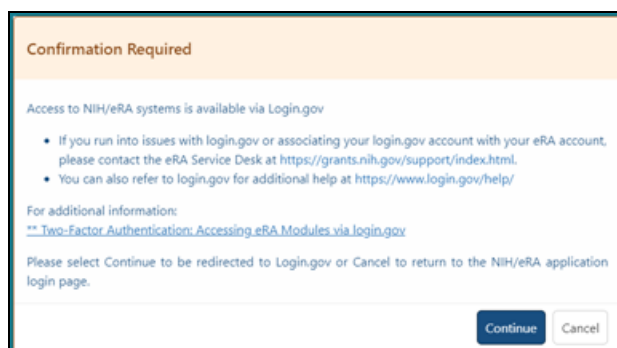 Confirmation Required
Access to NIH/eRA systems is available via Login.gov
• If you run into issues with login.gov or associating your login.gov account with your eRA account,
please contact the eRA Service Desk at https://grants.nih.gov/support/index.html.
• You can also refer to login.gov for additional help at https://www.login.gov/help/
For additional information:
** Two-Factor Authentication: Accessing eRA Modules via login.gov
Please select Continue to be redirected to Login.gov or Cancel to return to the NIH/eRA application
login page.
Continue Cancel